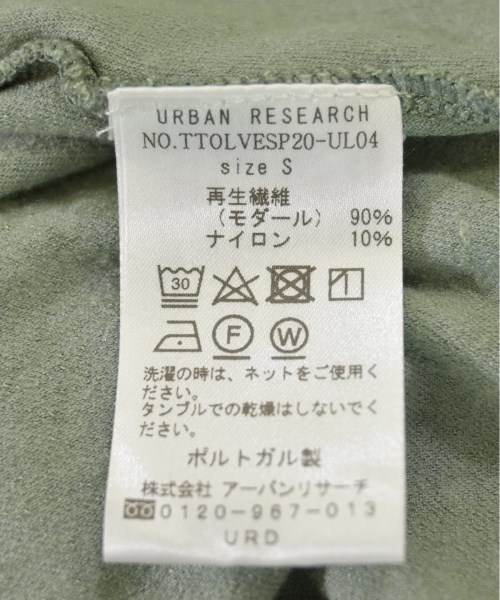 URBAN RESEARCH
NO.TTOLVESP20-UL04
size S
再生繊維
（モダール） 90%
ナイロン 10%
30
F W
洗濯の時は、ネットをご使用く
ださい。
タンブルでの乾燥はしないでく
ださい。
ポルトガル製
株式会社 アーバンリサーチ
0120-967-013
URD